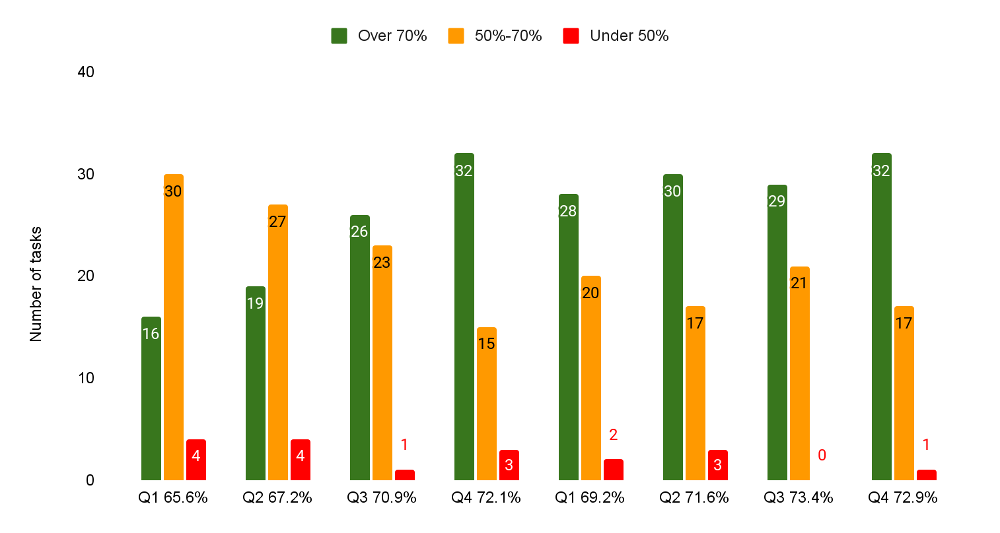 Over 70% 50%-70% Under 50%
40
30
20
10
0
Number of tasks
16 30 4
19 27 4
26 23 1
32 15 3
28 20 2
30 17 3
29 21 0
32 17 1
Q1 65.6% Q2 67.2% Q3 70.9% Q4 72.1% Q1 69.2% Q2 71.6% Q3 73.4% Q4 72.9%